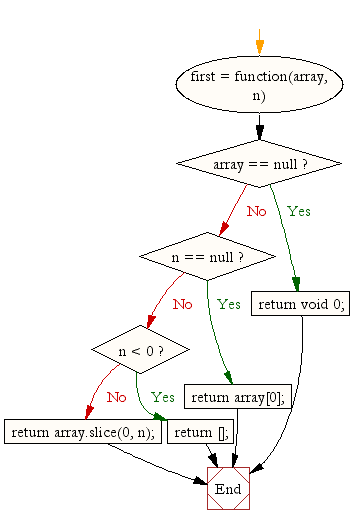 first = function(array,
n)
array == null ?
No
Yes
n == null ?
return void 0;
No
Yes
n < 0 ?
No
Yes
return array[0];
return array.slice(0, n);
return [];
End